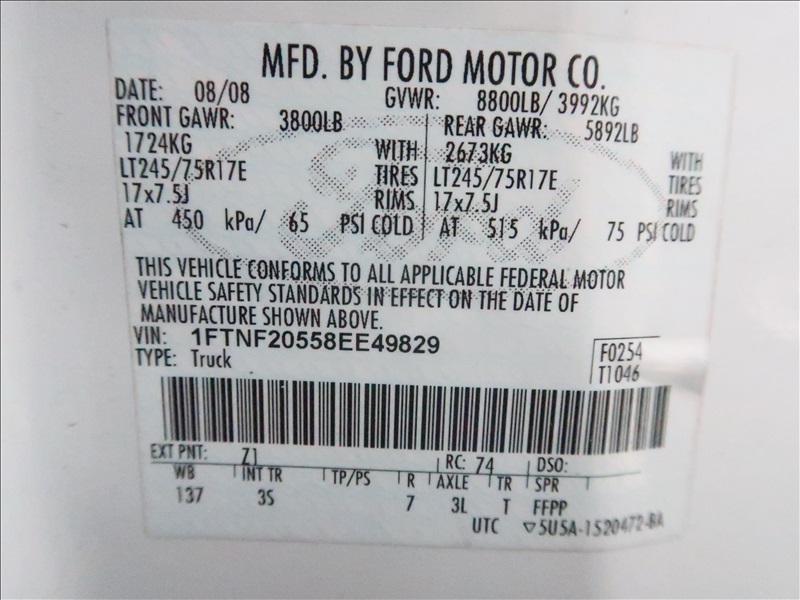 MFD. BY FORD MOTOR CO.
DATE: 08/08 GVWR: 8800LB/ 3992KG
FRONT GAWR: 3800LB REAR GAWR: 5892LB
1724KG WITH 2673KG WITH
LT245/75R17E TIRES LT245/75R17E TIRES
17x7.5J RIMS 17x7.5J RIMS
AT 450 kPa/ 65 PSI COLD AT 515 kPa/ 75 PSI COLD
THIS VEHICLE CONFORMS TO ALL APPLICABLE FEDERAL MOTOR
VEHICLE SAFETY STANDARDS IN EFFECT ON THE DATE OF
MANUFACTURE SHOWN ABOVE.
VIN: 1FTNF20558EE49829
TYPE: Truck
F0254
T1046
EXT PNT: Z1 RC: 74 DSO:
WB INT TR TP/PS R AXLE TR SPR
137 3S 7 3L T FFPP
UTC ▽5U5A-1520472-BA